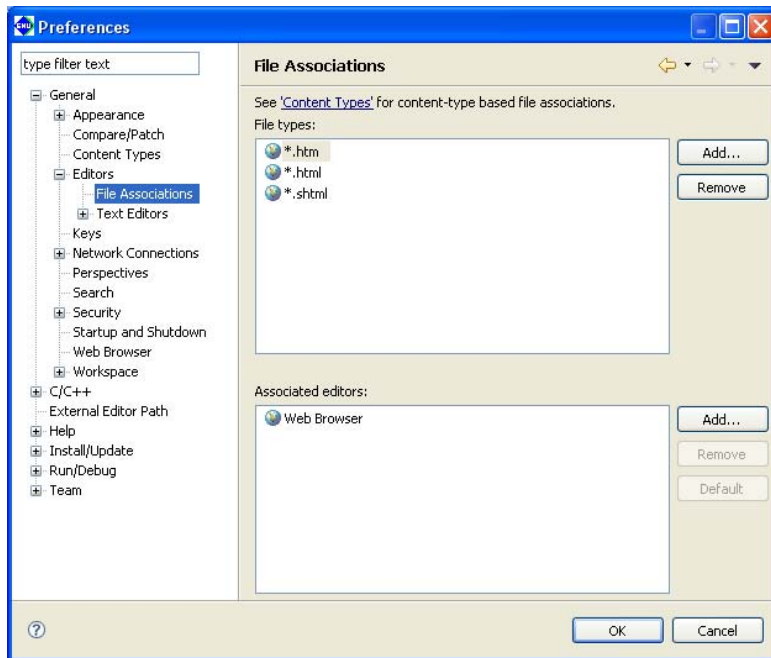 GNU Preferences
type filter text
General
Appearance
Compare/Patch
Content Types
Editors
File Associations
Text Editors
Keys
Network Connections
Perspectives
Search
Security
Startup and Shutdown
Web Browser
Workspace
C/C++
External Editor Path
Help
Install/Update
Run/Debug
Team
File Associations
See 'Content Types' for content-type based file associations.
File types:
*.htm
*.html
*.shtml
Add...
Remove
Associated editors:
Web Browser
Add...
Remove
Default
?
OK
Cancel